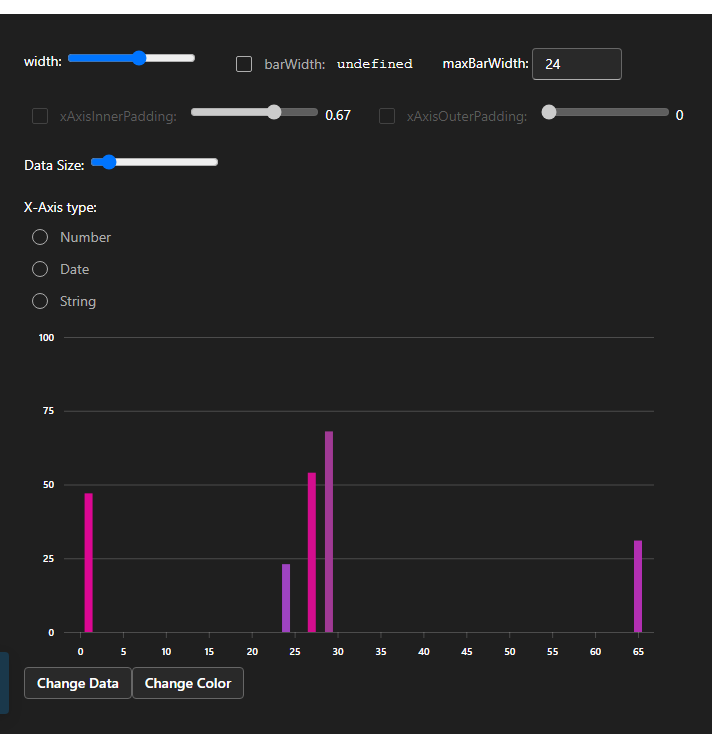 width: barWidth: undefined maxBarWidth: 24
xAxisInnerPadding: 0.67 xAxisOuterPadding: 0
Data Size:
X-Axis type:
Number
Date
String
100
75
50
25
0
0 5 10 15 20 25 30 35 40 45 50 55 60 65
Change Data Change Color